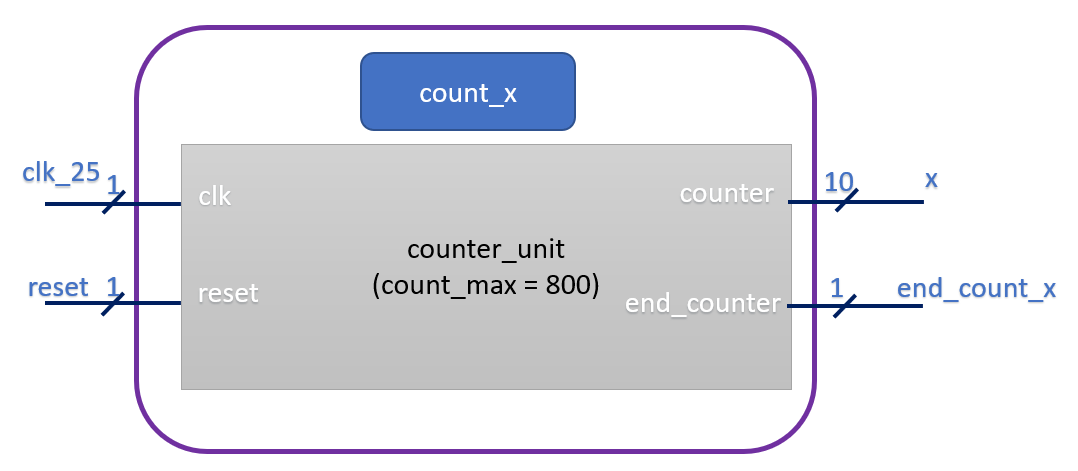 count_x
clk_25
1
clk
counter
10
x
counter_unit
(count_max = 800)
reset
1
reset
end_counter
1
end_count_x